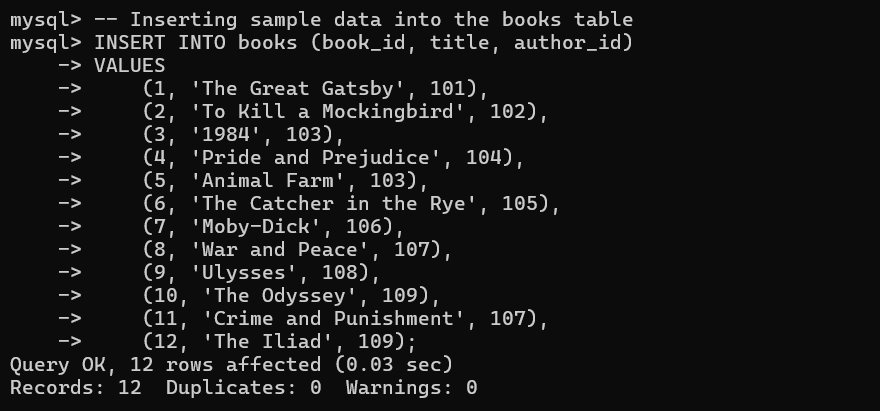 mysql> -- Inserting sample data into the books table
mysql> INSERT INTO books (book_id, title, author_id)
    -> VALUES
    ->     (1, 'The Great Gatsby', 101),
    ->     (2, 'To Kill a Mockingbird', 102),
    ->     (3, '1984', 103),
    ->     (4, 'Pride and Prejudice', 104),
    ->     (5, 'Animal Farm', 103),
    ->     (6, 'The Catcher in the Rye', 105),
    ->     (7, 'Moby-Dick', 106),
    ->     (8, 'War and Peace', 107),
    ->     (9, 'Ulysses', 108),
    ->     (10, 'The Odyssey', 109),
    ->     (11, 'Crime and Punishment', 107),
    ->     (12, 'The Iliad', 109);
Query OK, 12 rows affected (0.03 sec)
Records: 12  Duplicates: 0  Warnings: 0